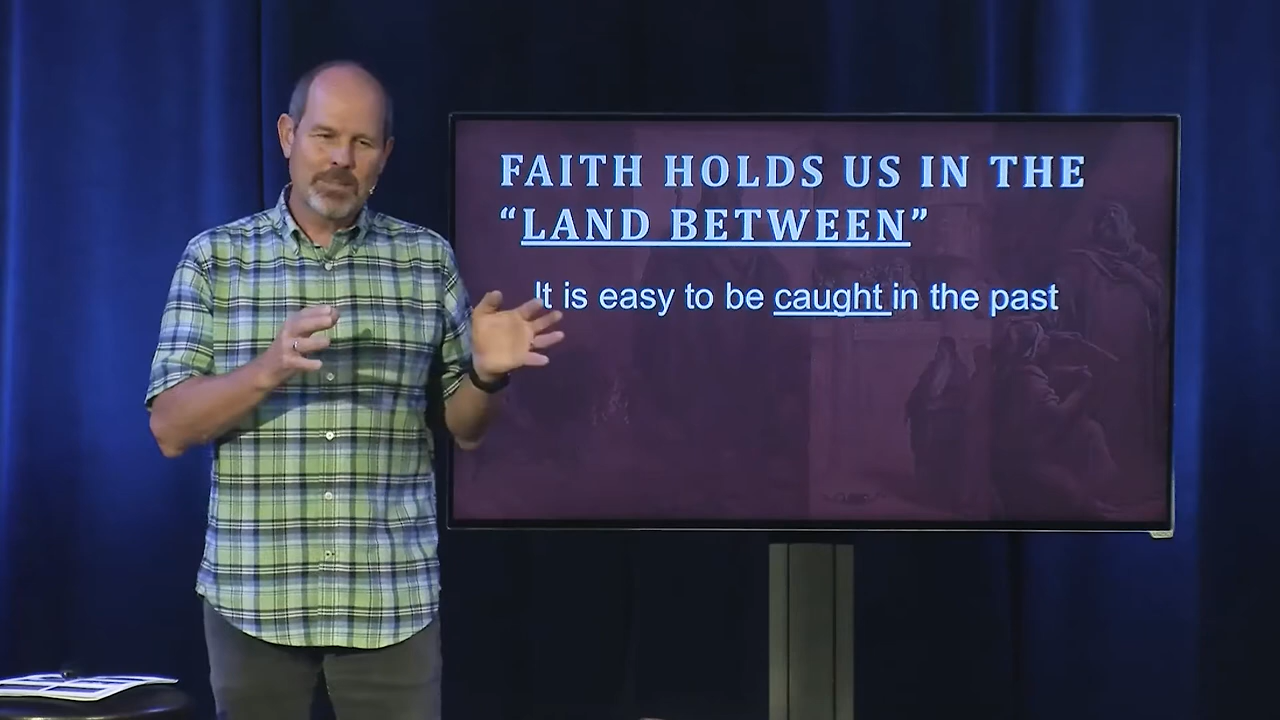 FAITH HOLDS US IN THE
“LAND BETWEEN”
It is easy to be caught in the past